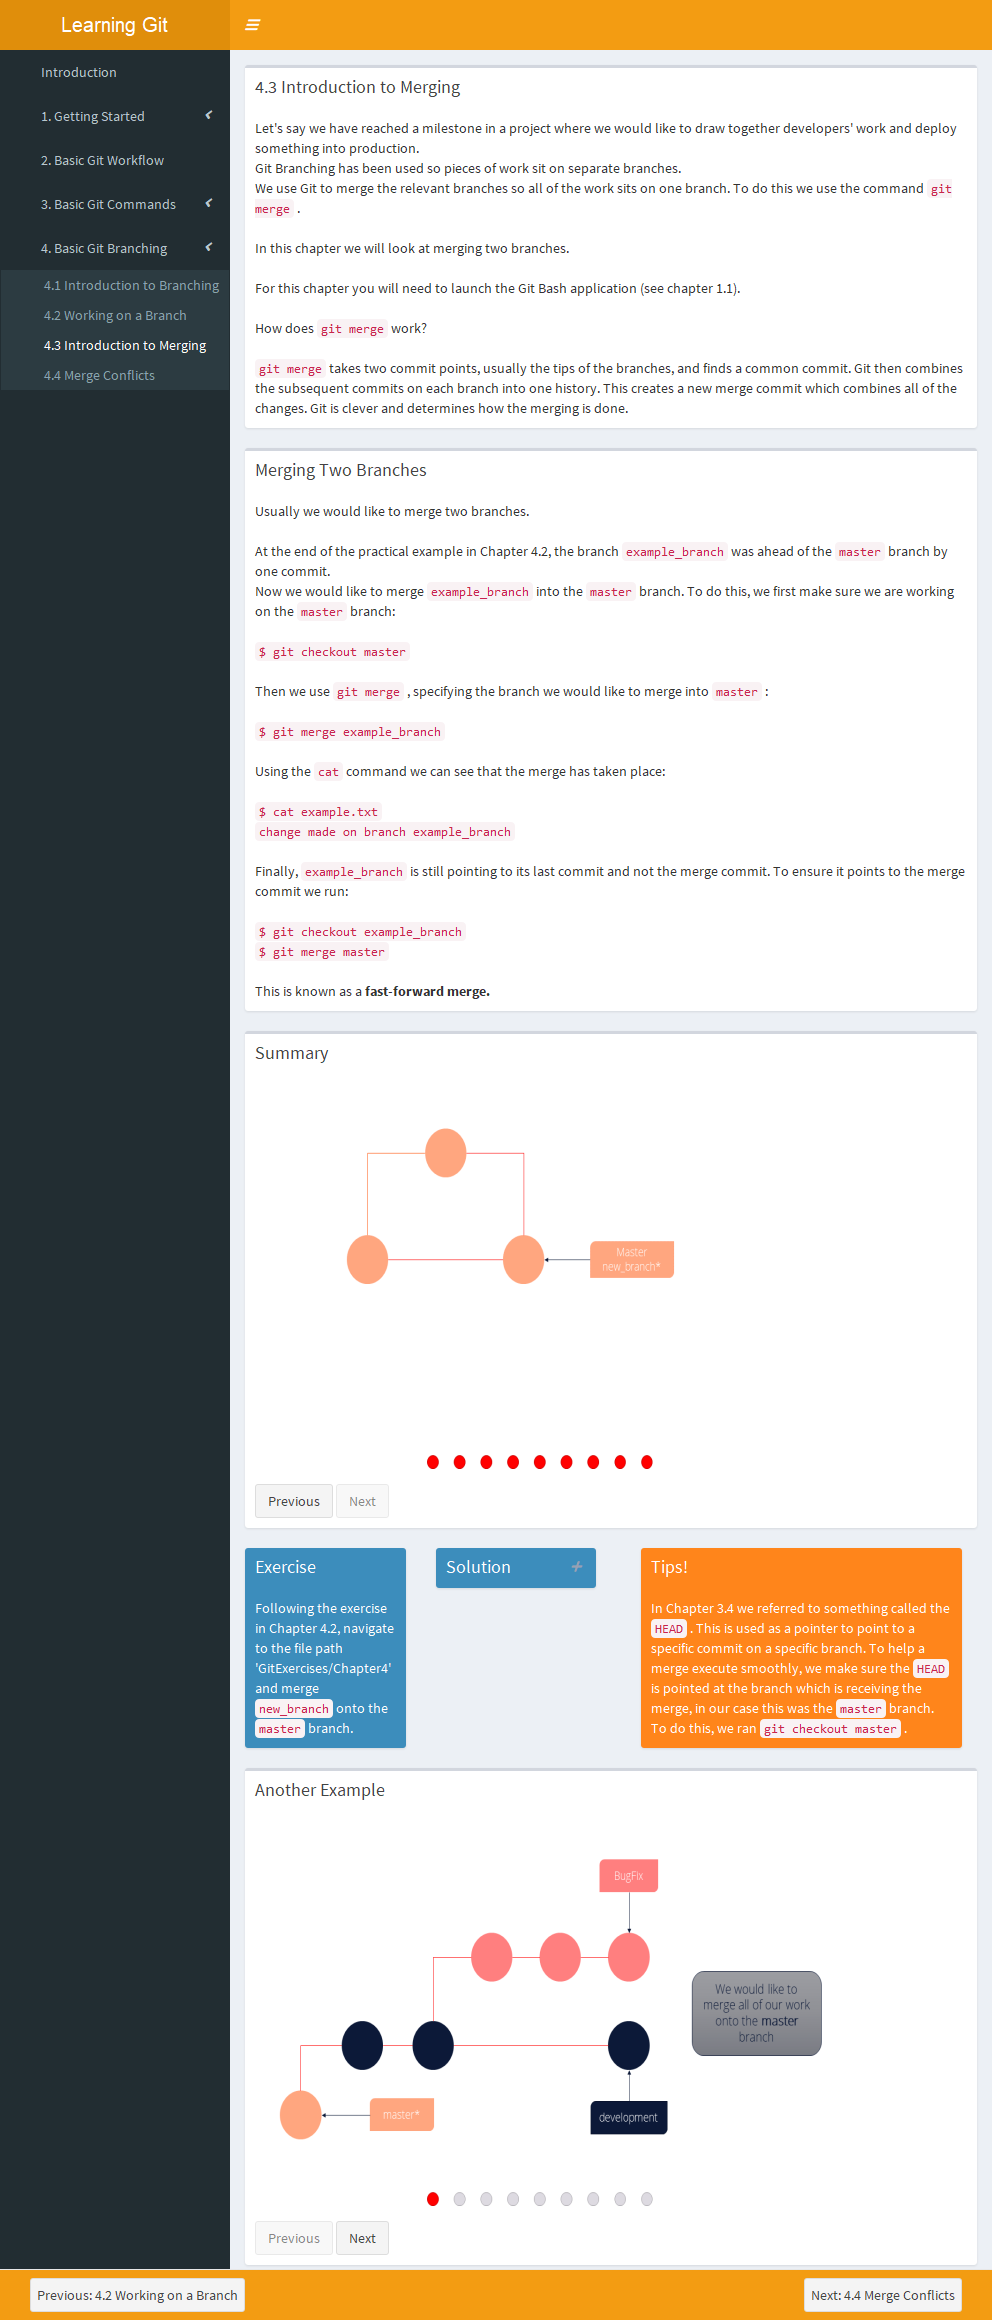 Learning Git
Introduction
1. Getting Started
2. Basic Git Workflow
3. Basic Git Commands
4. Basic Git Branching
4.1 Introduction to Branching
4.2 Working on a Branch
4.3 Introduction to Merging
4.4 Merge Conflicts
4.3 Introduction to Merging
Let's say we have reached a milestone in a project where we would like to draw together developers' work and deploy
something into production.
Git Branching has been used so pieces of work sit on separate branches.
We use Git to merge the relevant branches so all of the work sits on one branch. To do this we use the command git
merge .
In this chapter we will look at merging two branches.
For this chapter you will need to launch the Git Bash application (see chapter 1.1).
How does git merge work?
git merge takes two commit points, usually the tips of the branches, and finds a common commit. Git then combines
the subsequent commits on each branch into one history. This creates a new merge commit which combines all of the
changes. Git is clever and determines how the merging is done.
Merging Two Branches
Usually we would like to merge two branches.
At the end of the practical example in Chapter 4.2, the branch example_branch was ahead of the master branch by
one commit.
Now we would like to merge example_branch into the master branch. To do this, we first make sure we are working
on the master branch:
$ git checkout master
Then we use git merge , specifying the branch we would like to merge into master :
$ git merge example_branch
Using the cat command we can see that the merge has taken place:
$ cat example.txt
change made on branch example_branch
Finally, example_branch is still pointing to its last commit and not the merge commit. To ensure it points to the merge
commit we run:
$ git checkout example_branch
$ git merge master
This is known as a fast-forward merge.
Summary
Master
new_branch*
Previous Next
Exercise
Following the exercise
in Chapter 4.2, navigate
to the file path
'GitExercises/Chapter4'
and merge
new_branch onto the
master branch.
Solution
Tips!
In Chapter 3.4 we referred to something called the
HEAD . This is used as a pointer to point to a
specific commit on a specific branch. To help a
merge execute smoothly, we make sure the HEAD
is pointed at the branch which is receiving the
merge, in our case this was the master branch.
To do this, we ran git checkout master .
Another Example
BugFix
We would like to
merge all of our work
onto the master
branch
master*
development
Previous Next
Previous: 4.2 Working on a Branch
Next: 4.4 Merge Conflicts